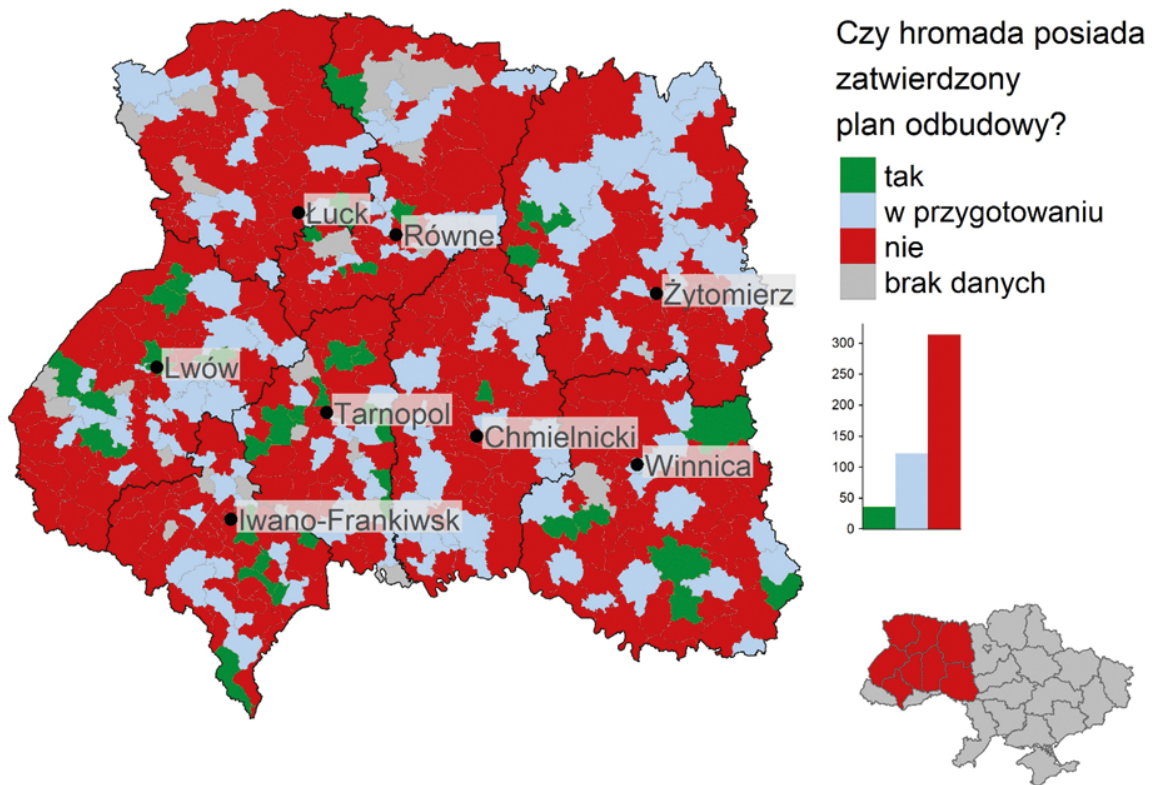 Czy hromada posiada
zatwierdzony
plan odbudowy?
tak
w przygotowaniu
nie
brak danych
Łuck
Równe
Żytomierz
Lwów
Tarnopol
Chmielnicki
Winnica
Iwano-Frankiwsk
300
250
200
150
100
50
0